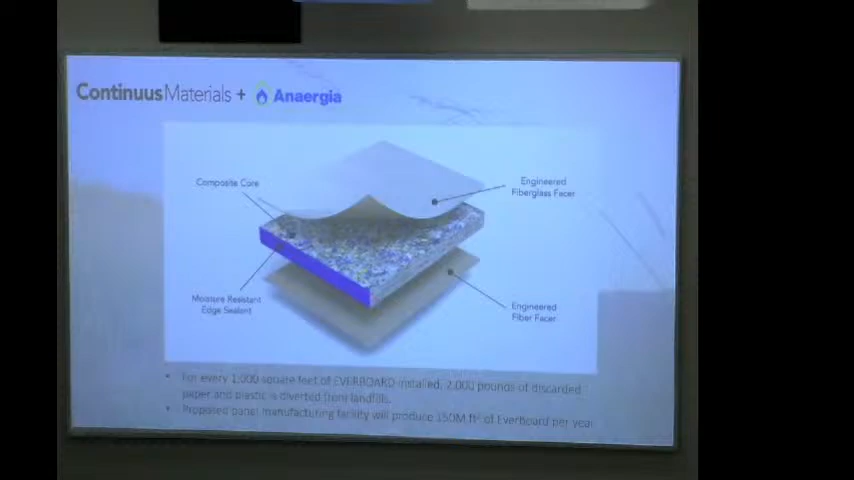 ContinuusMaterials + Anaergia
Composite Core
Engineered
Fiberglass Facer
Moisture Resistant
Edge Sealant
Engineered
Fiber Facer
• For every 1,000 square feet of EVERBOARD installed, 2,000 pounds of discarded
paper and plastic is diverted from landfills.
• Proposed panel manufacturing facility will produce 150M ft² of Everboard per year